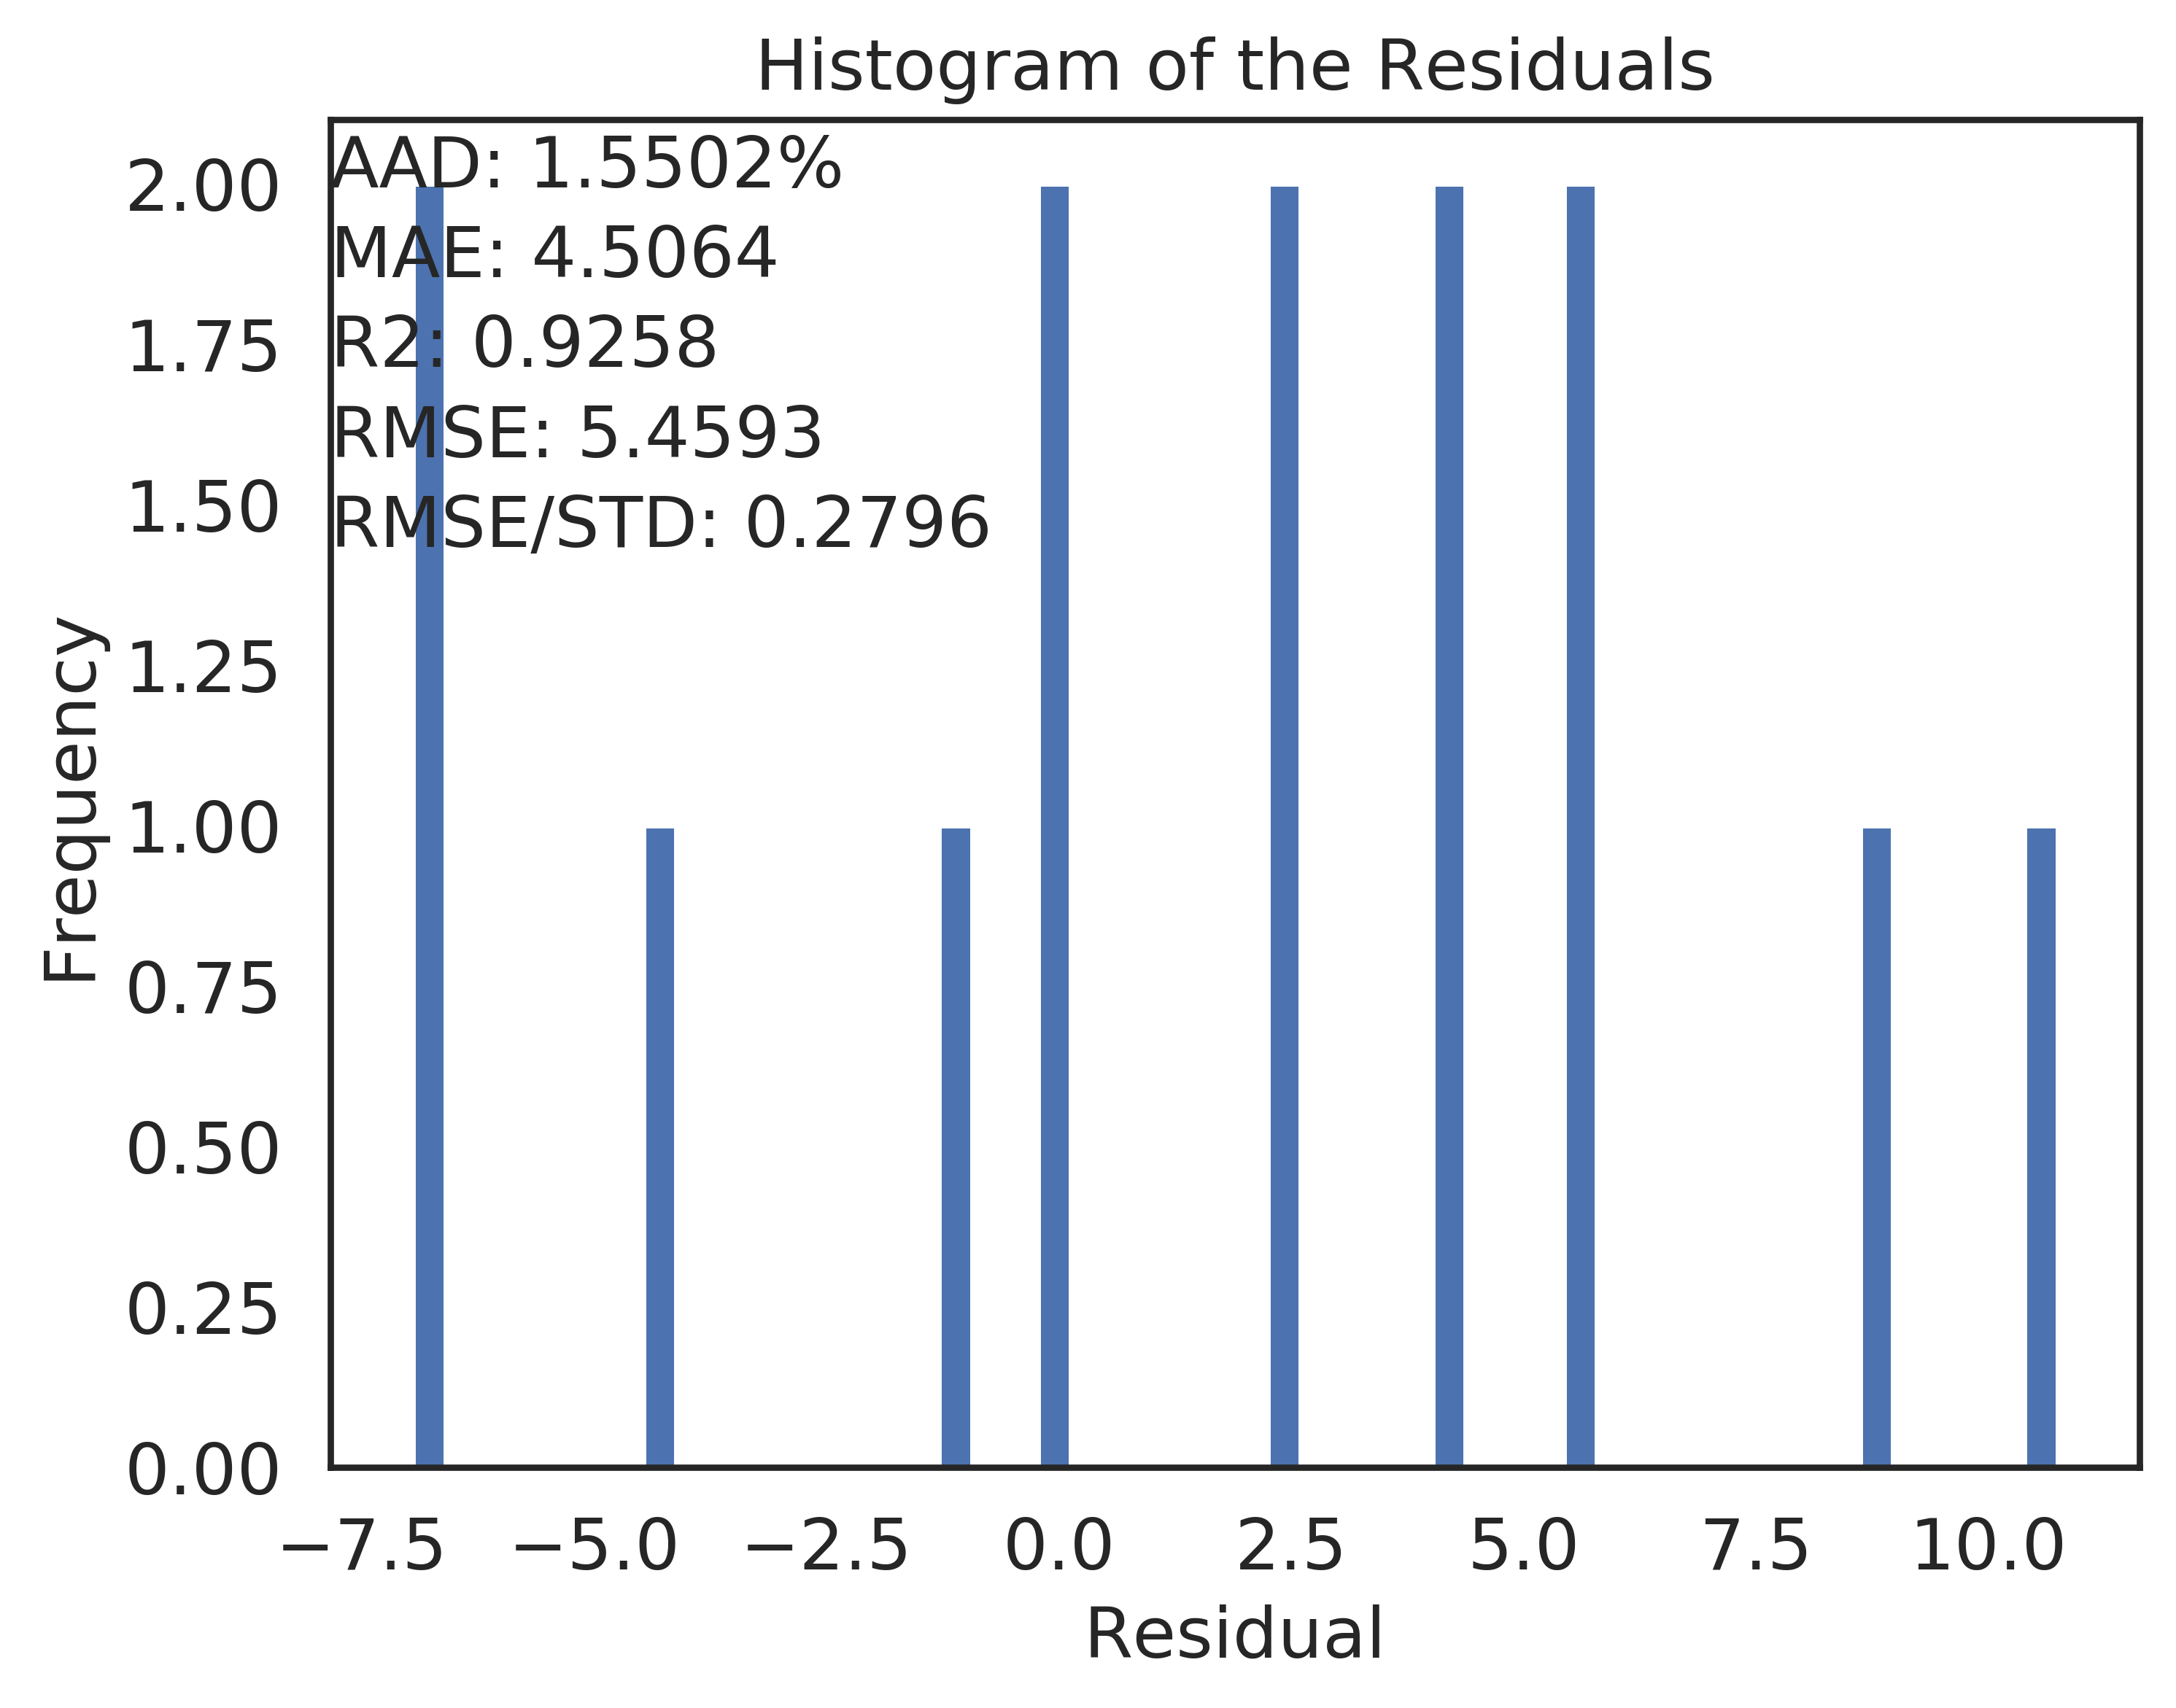 Histogram of the Residuals
AAD: 1.5502%
MAE: 4.5064
R2: 0.9258
RMSE: 5.4593
RMSE/STD: 0.2796
Frequency
2.00
1.75
1.50
1.25
1.00
0.75
0.50
0.25
0.00
−7.5 −5.0 −2.5 0.0 2.5 5.0 7.5 10.0
Residual